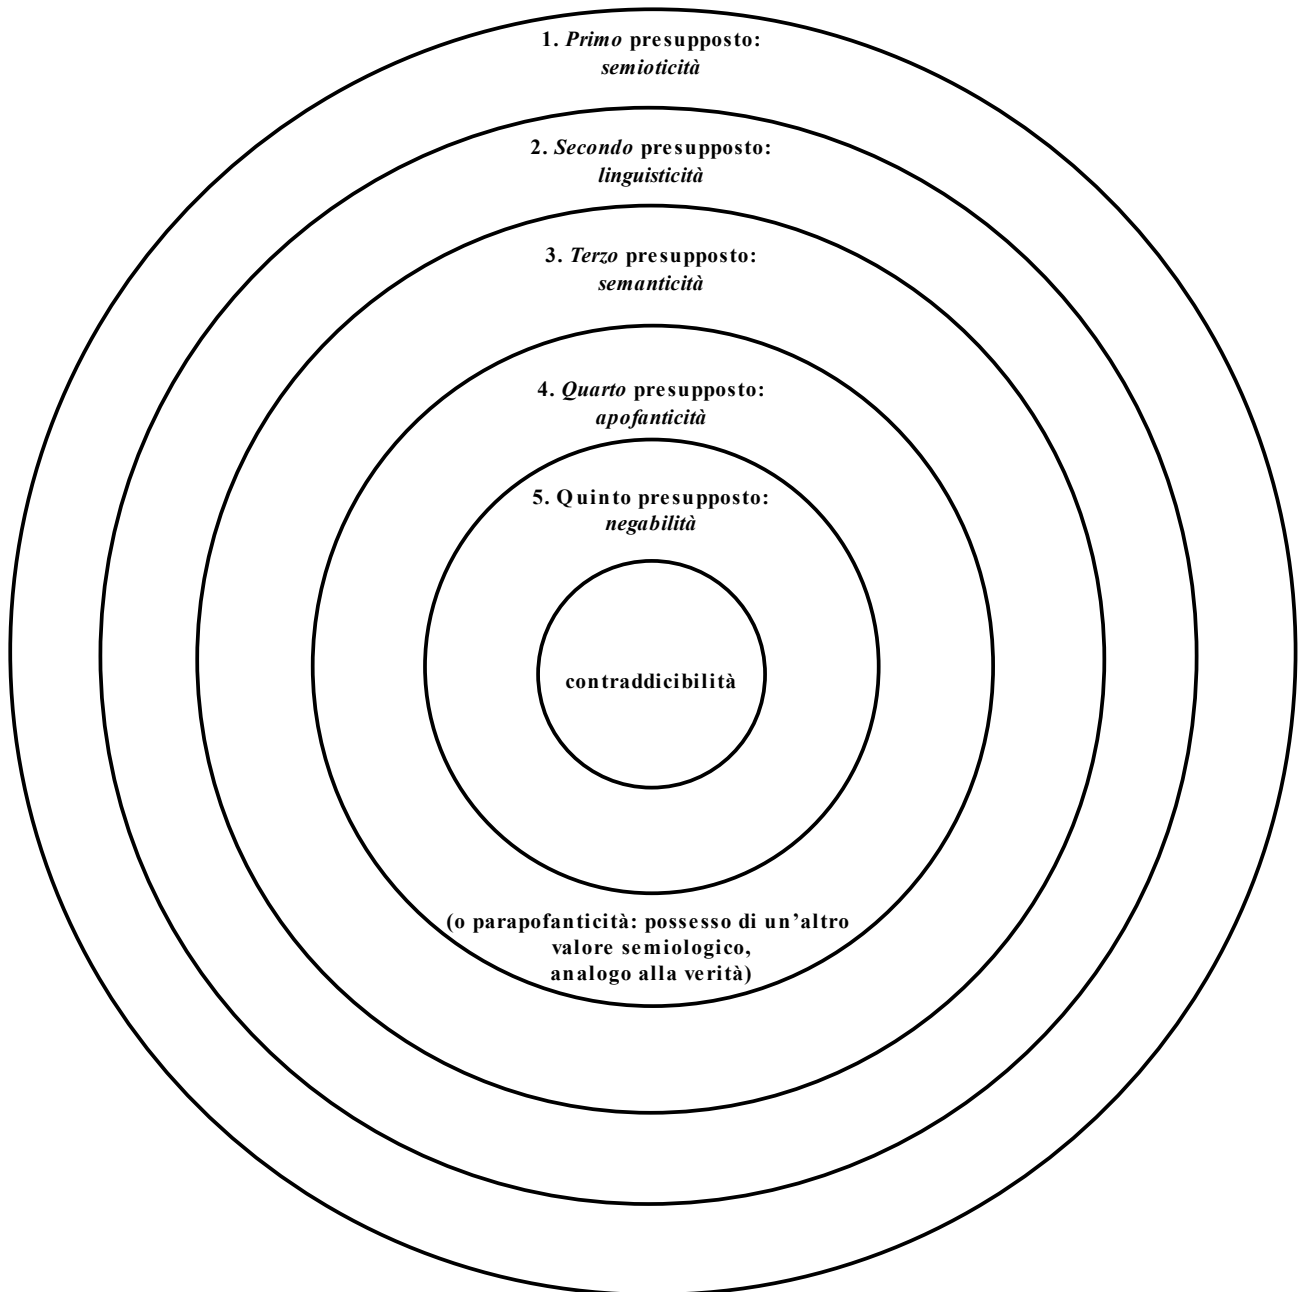 1. Primo presupposto:
semioticità
2. Secondo presupposto:
linguisticità
3. Terzo presupposto:
semanticità
4. Quarto presupposto:
apofanticità
5. Quinto presupposto:
negabilità
contraddicibilità
(o parapofanticità: possesso di un’altro
valore semiologico,
analogo alla verità)